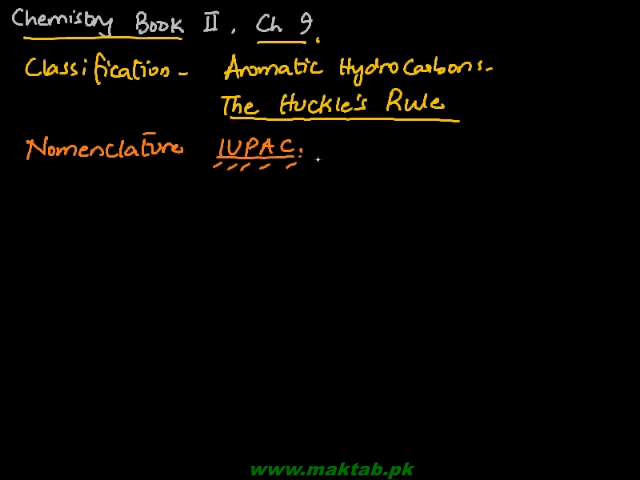 Chemistry Book II, Ch 9.
Classification - Aromatic Hydrocarbons -
The Huckle's Rule
Nomenclature IUPAC:
www.maktab.pk